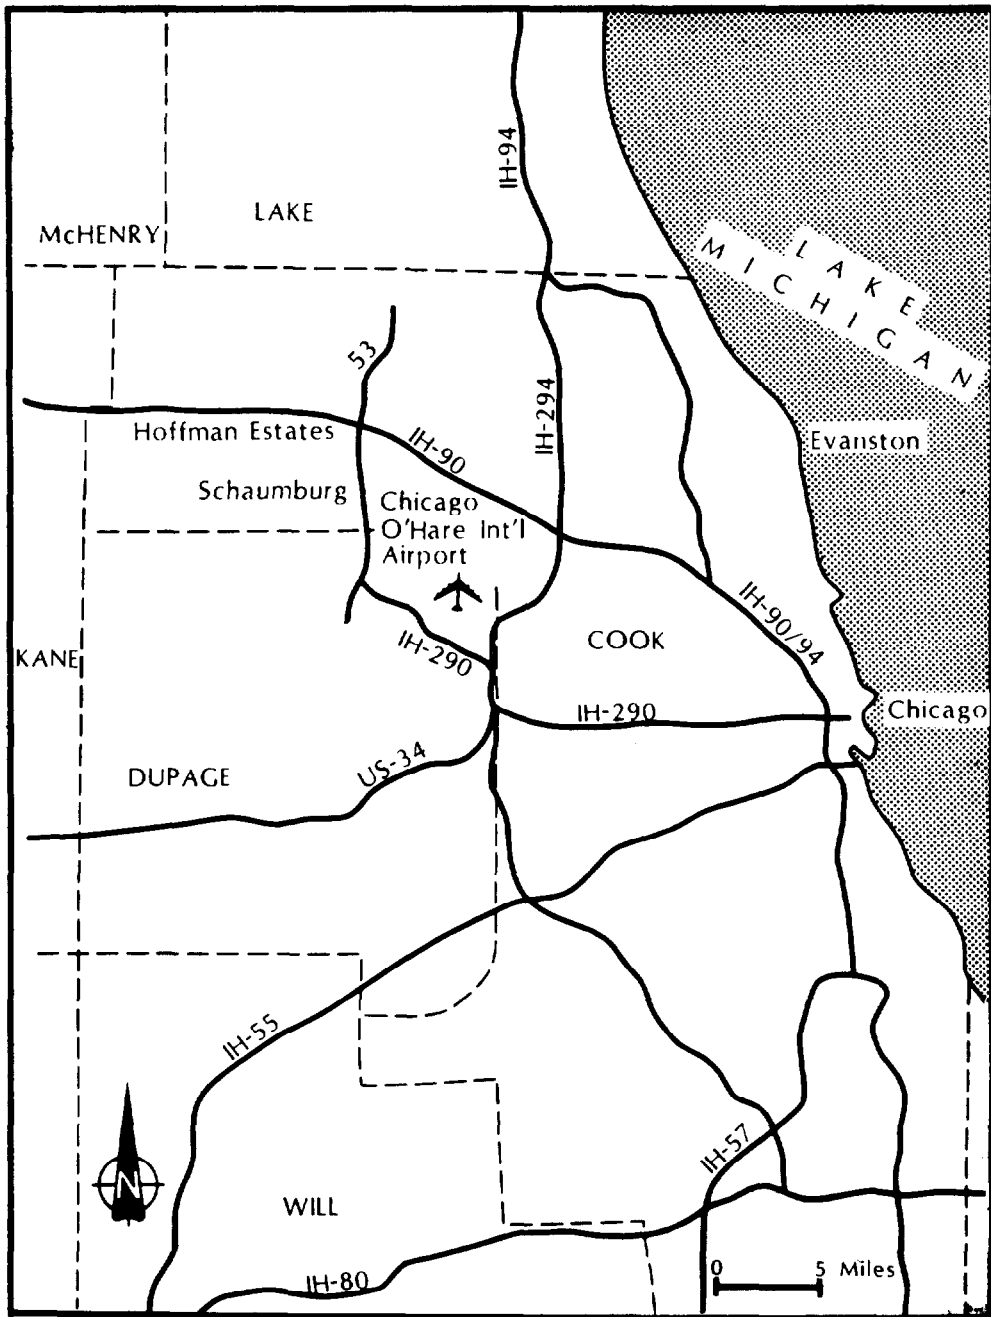 IH-94
LAKE
McHENRY
LAKE
MICHIGAN
53
IH-294
Hoffman Estates
IH-90
Evanston
Schaumburg
Chicago
O'Hare Int'l
Airport
IH-90/94
COOK
IH-290
KANE
IH-290
Chicago
US-34
DUPAGE
IH-55
IH-57
N
WILL
0 5 Miles
IH-80